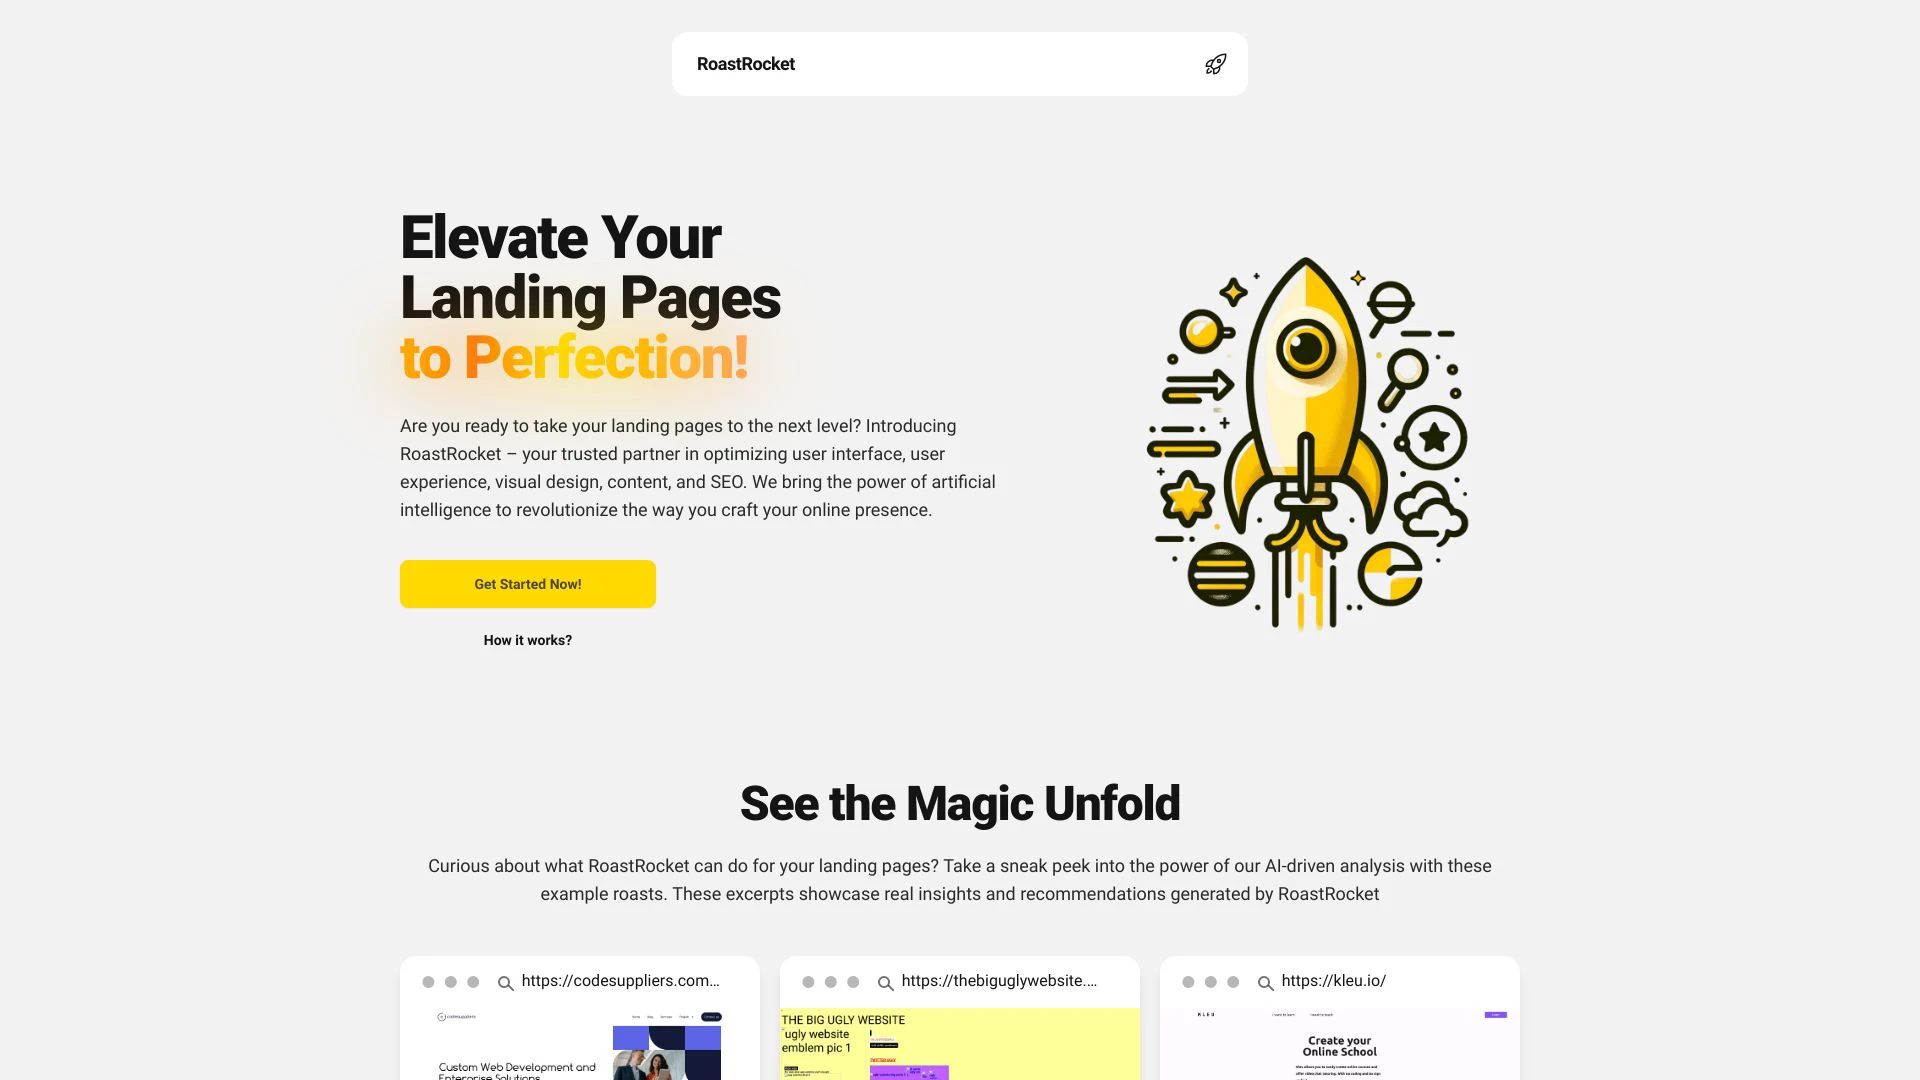 RoastRocket
Elevate Your
Landing Pages
to Perfection!
Are you ready to take your landing pages to the next level? Introducing
RoastRocket – your trusted partner in optimizing user interface, user
experience, visual design, content, and SEO. We bring the power of artificial
intelligence to revolutionize the way you craft your online presence.
Get Started Now!
How it works?
See the Magic Unfold
Curious about what RoastRocket can do for your landing pages? Take a sneak peek into the power of our AI-driven analysis with these
example roasts. These excerpts showcase real insights and recommendations generated by RoastRocket
https://codesuppliers.com...
codesuppliers
Custom Web Development and
Enterprise Solutions
https://thebiguglywebsite....
THE BIG UGLY WEBSITE
ugly website
emblem pic 1
https://kleu.io/
KLEU
Create your
Online School